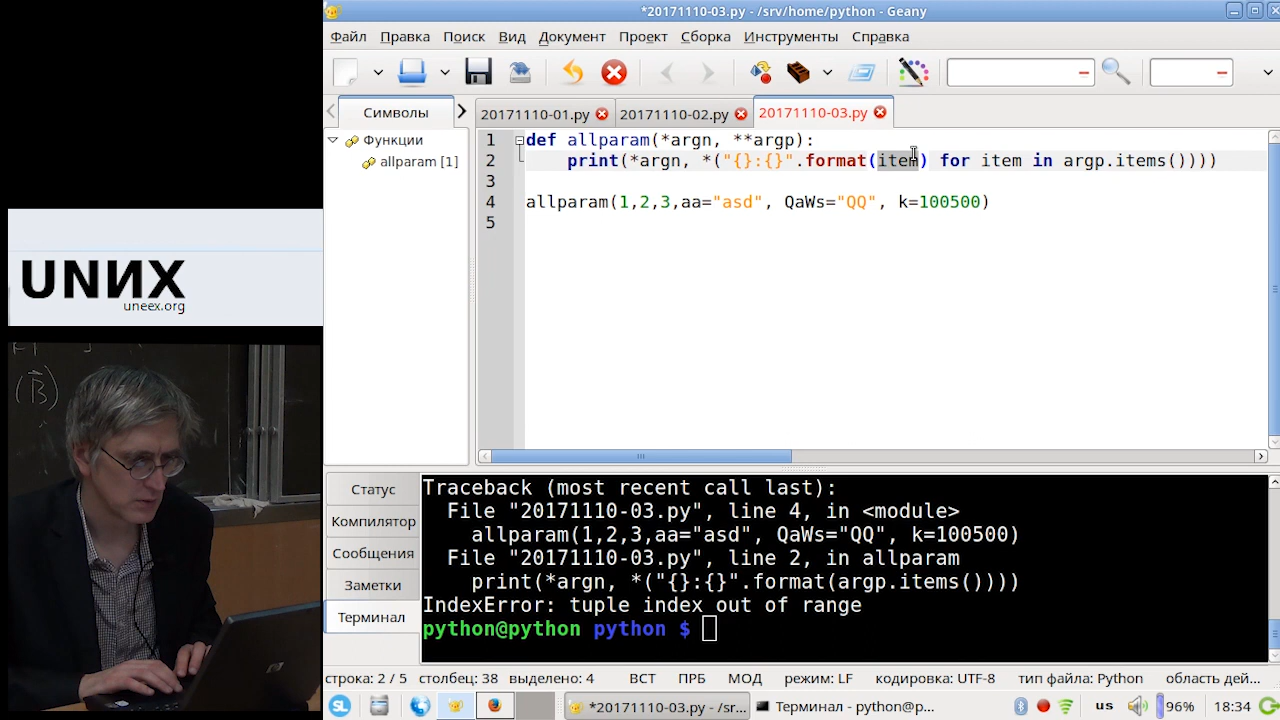 *20171110-03.py - /srv/home/python - Geany
Файл Правка Поиск Вид Документ Проект Сборка Инструменты Справка
Символы
20171110-01.py 20171110-02.py 20171110-03.py
Функции
allparam [1]
1 def allparam(*argn, **argp):
2 print(*argn, *("{}:{}".format(item) for item in argp.items())))
3
4 allparam(1,2,3,aa="asd", QaWs="QQ", k=100500)
5
UNИX
uneex.org
(B)
Статус
Компилятор
Сообщения
Заметки
Терминал
Traceback (most recent call last):
File "20171110-03.py", line 4, in <module>
allparam(1,2,3,aa="asd", QaWs="QQ", k=100500)
File "20171110-03.py", line 2, in allparam
print(*argn, *("{}:{}".format(argp.items())))
IndexError: tuple index out of range
python@python python $
строка: 2 / 5 столбец: 38 выделено: 4 ВСТ ПРБ МОД режим: LF кодировка: UTF-8 тип файла: Python область дей...
SL *20171110-03.py - /sr... Терминал - python@p... us 96% 18:34